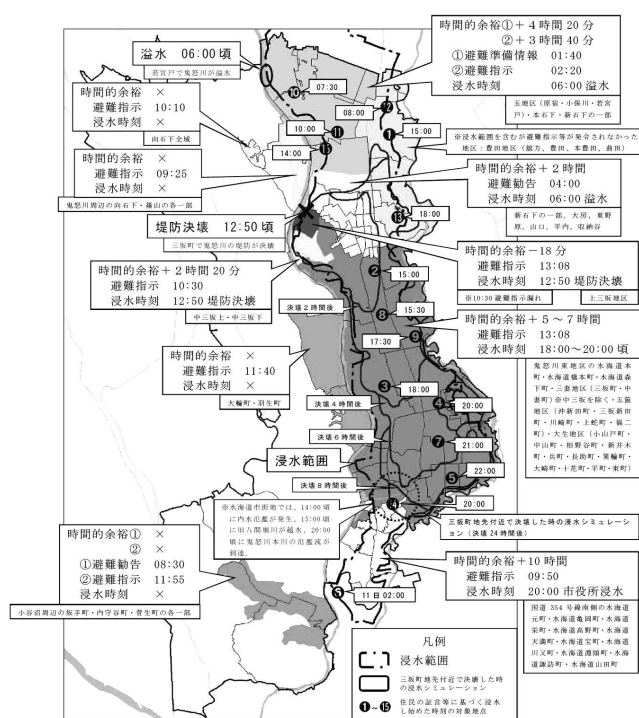 溢水 06:00頃
若宮戸で鬼怒川が溢水
時間的余裕①＋4時間20分
②＋3時間40分
①避難準備情報 01:40
②避難指示 02:20
浸水時刻 06:00 溢水
玉地区（原宿・小保川・若宮
戸）・本石下・新石下の一部
時間的余裕 ×
避難指示 10:10
浸水時刻 ×
向石下全域
⑩ 07:30
08:00 ⑫
10:00 ⑪
① 15:00
14:00 ⑮
※浸水範囲を含むが避難指示等が発令されなかった
地区：豊田地区（舘方、豊田、本豊田、曲田）
時間的余裕 ×
避難指示 09:25
浸水時刻 ×
鬼怒川周辺の向石下・篠山の各一部
時間的余裕＋2時間
避難勧告 04:00
浸水時刻 06:00 溢水
新石下の一部、大房、東野
原、山口、平内、収納谷
⑬ 18:00
堤防決壊 12:50頃
三坂町で鬼怒川の堤防が決壊
時間的余裕－18分
避難指示 13:08
浸水時刻 12:50 堤防決壊
※10:30 避難指示漏れ
上三坂地区
時間的余裕＋2時間20分
避難指示 10:30
浸水時刻 12:50 堤防決壊
中三坂上・中三坂下
② 15:00
⑧ 15:30
決壊2時間後
17:30 ⑨
時間的余裕＋5～7時間
避難指示 13:08
浸水時刻 18:00～20:00 頃
鬼怒川東地区の水海道本
町・水海道橋本町・水海道森
下町・三妻地区（三坂町・中
妻町）※中三坂を除く・五箇
地区（沖新田町・三坂新田
町・川崎町・上蛇町・福二
町）・大生地区（小山戸町・
中山町・相野谷町・新井木
町・兵町・長助町・箕輪町・
大崎町・十花町・平町・東町）
時間的余裕 ×
避難指示 11:40
浸水時刻 ×
大輪町・羽生町
③ 18:00
決壊4時間後
④ 20:00
決壊6時間後
⑦ 21:00
浸水範囲
決壊8時間後
⑤ 22:00
⑭ 20:00
※水海道市街地では、14:00頃
に内水氾濫が発生、15:00頃
に旧八間堀川が越水、20:00
頃に鬼怒川本川の氾濫流が
到達。
三坂町地先付近で決壊した時の浸水シミュレー
ション（決壊24時間後）
時間的余裕① ×
② ×
①避難勧告 08:30
②避難指示 11:55
浸水時刻 ×
小谷沼周辺の坂手町・内守谷町・菅生町の各一部
時間的余裕＋10時間
避難指示 09:50
浸水時刻 20:00 市役所浸水
国道354号線南側の水海道
元町・水海道亀岡町・水海道
栄町・水海道高野町・水海道
天満町・水海道宝町・水海道
川又町・水海道淵頭町・水海
道諏訪町・水海道山田町
⑥ 11日02:00
凡例
浸水範囲
三坂町地先付近で決壊した時
の浸水シミュレーション
①～⑮ 住民の証言等に基づく浸水
し始めた時刻の対象地点